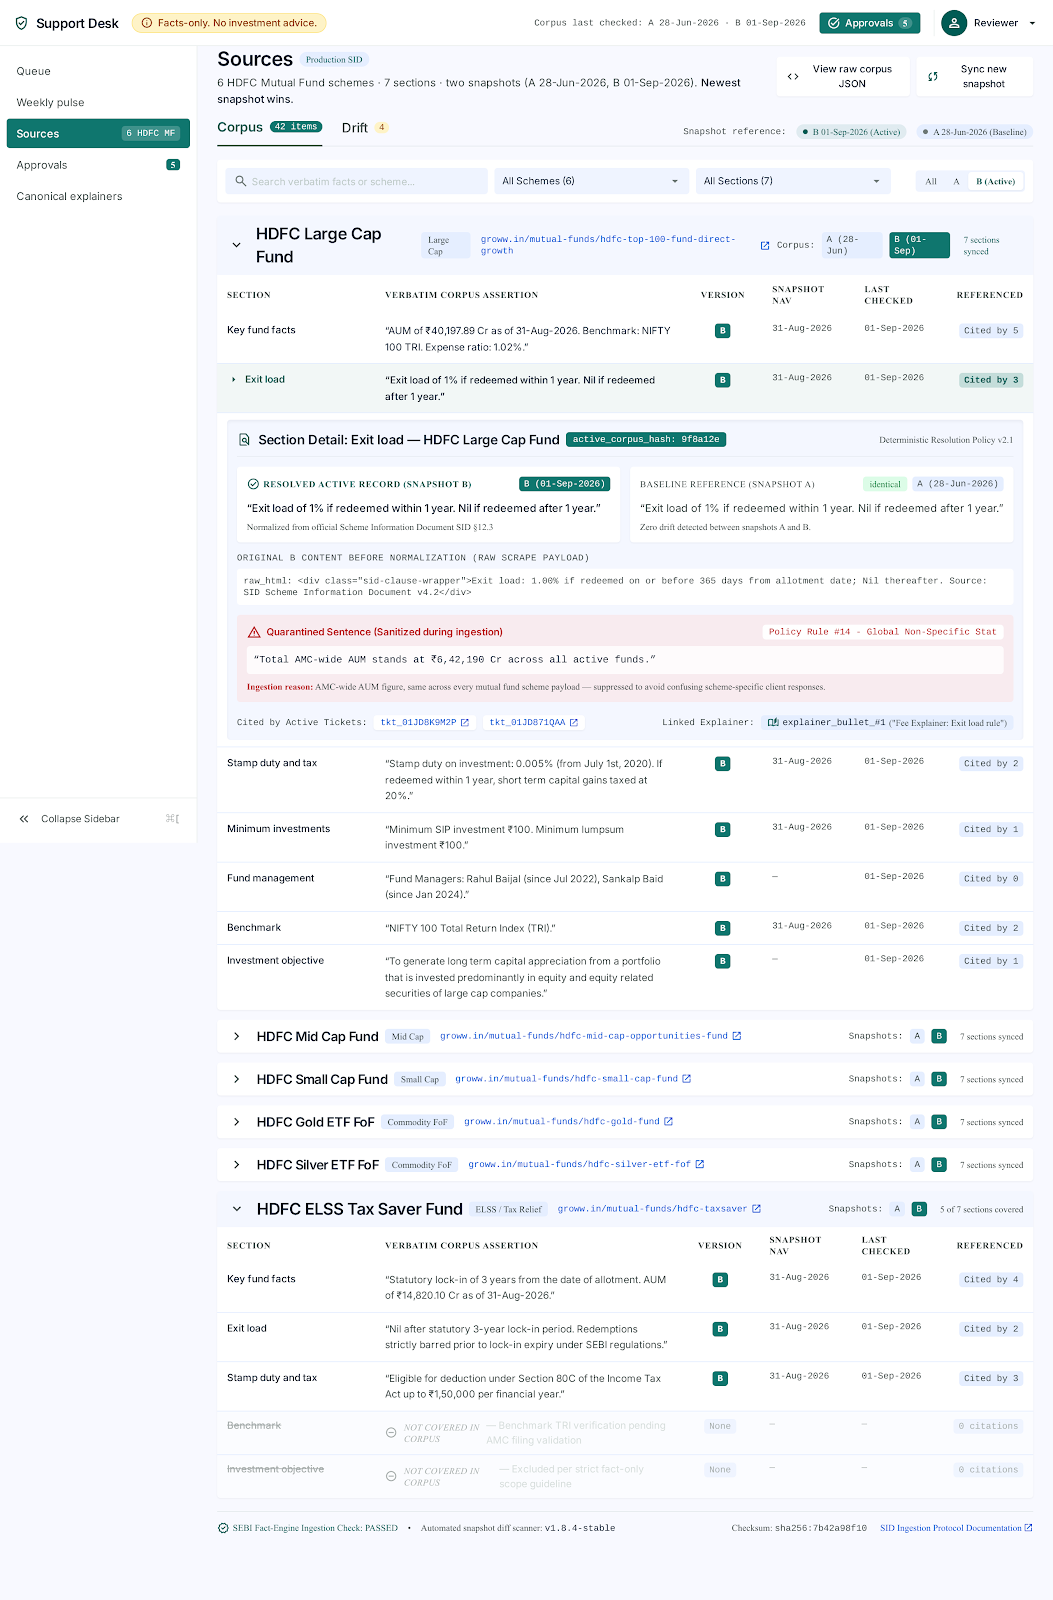 Support Desk
Facts-only. No investment advice.
Corpus last checked: A 28-Jun-2026 · B 01-Sep-2026
Approvals 5
Reviewer
Queue
Weekly pulse
Sources 6 HDFC MF
Approvals 5
Canonical explainers
Collapse Sidebar ⌘[
Sources Production SID
6 HDFC Mutual Fund schemes · 7 sections · two snapshots (A 28-Jun-2026, B 01-Sep-2026). Newest
snapshot wins.
View raw corpus
JSON
Sync new
snapshot
Corpus 42 items
Drift 4
Snapshot reference: B 01-Sep-2026 (Active) A 28-Jun-2026 (Baseline)
Search verbatim facts or scheme...
All Schemes (6)
All Sections (7)
All A B (Active)
HDFC Large Cap
Fund
Large
Cap
groww.in/mutual-funds/hdfc-top-100-fund-direct-
growth
Corpus:
A (28-
Jun)
B (01-
Sep)
7 sections
synced
SECTION VERBATIM CORPUS ASSERTION VERSION SNAPSHOT
NAV
LAST
CHECKED
REFERENCED
Key fund facts
“AUM of ₹40,197.89 Cr as of 31-Aug-2026. Benchmark: NIFTY
100 TRI. Expense ratio: 1.02%.”
B 31-Aug-2026 01-Sep-2026 Cited by 5
Exit load
“Exit load of 1% if redeemed within 1 year. Nil if redeemed
after 1 year.”
B 31-Aug-2026 01-Sep-2026 Cited by 3
Section Detail: Exit load — HDFC Large Cap Fund active_corpus_hash: 9f8a12e
Deterministic Resolution Policy v2.1
RESOLVED ACTIVE RECORD (SNAPSHOT B) B (01-Sep-2026)
“Exit load of 1% if redeemed within 1 year. Nil if redeemed after 1 year.”
Normalized from official Scheme Information Document SID §12.3
BASELINE REFERENCE (SNAPSHOT A) identical A (28-Jun-2026)
“Exit load of 1% if redeemed within 1 year. Nil if redeemed after 1 year.”
Zero drift detected between snapshots A and B.
ORIGINAL B CONTENT BEFORE NORMALIZATION (RAW SCRAPE PAYLOAD)
raw_html: <div class="sid-clause-wrapper">Exit load: 1.00% if redeemed on or before 365 days from allotment date; Nil thereafter. Source:
SID Scheme Information Document v4.2</div>
Quarantined Sentence (Sanitized during ingestion)
Policy Rule #14 - Global Non-Specific Stat
“Total AMC-wide AUM stands at ₹6,42,190 Cr across all active funds.”
Ingestion reason: AMC-wide AUM figure, same across every mutual fund scheme payload — suppressed to avoid confusing scheme-specific client responses.
Cited by Active Tickets: tkt_01JD8K9M2P tkt_01JD871QAA
Linked Explainer: explainer_bullet_#1 ("Fee Explainer: Exit load rule")
Stamp duty and tax
“Stamp duty on investment: 0.005% (from July 1st, 2020). If
redeemed within 1 year, short term capital gains taxed at
20%.”
B 31-Aug-2026 01-Sep-2026 Cited by 2
Minimum investments
“Minimum SIP investment ₹100. Minimum lumpsum
investment ₹100.”
B 31-Aug-2026 01-Sep-2026 Cited by 1
Fund management
“Fund Managers: Rahul Baijal (since Jul 2022), Sankalp Baid
(since Jan 2024).”
B — 01-Sep-2026 Cited by 0
Benchmark “NIFTY 100 Total Return Index (TRI).” B 31-Aug-2026 01-Sep-2026 Cited by 2
Investment objective
“To generate long term capital appreciation from a portfolio
that is invested predominantly in equity and equity related
securities of large cap companies.”
B — 01-Sep-2026 Cited by 1
HDFC Mid Cap Fund Mid Cap groww.in/mutual-funds/hdfc-mid-cap-opportunities-fund Snapshots: A B 7 sections synced
HDFC Small Cap Fund Small Cap groww.in/mutual-funds/hdfc-small-cap-fund Snapshots: A B 7 sections synced
HDFC Gold ETF FoF Commodity FoF groww.in/mutual-funds/hdfc-gold-fund Snapshots: A B 7 sections synced
HDFC Silver ETF FoF Commodity FoF groww.in/mutual-funds/hdfc-silver-etf-fof Snapshots: A B 7 sections synced
HDFC ELSS Tax Saver Fund ELSS / Tax Relief groww.in/mutual-funds/hdfc-taxsaver Snapshots: A B 5 of 7 sections covered
SECTION VERBATIM CORPUS ASSERTION VERSION SNAPSHOT
NAV
LAST
CHECKED
REFERENCED
Key fund facts
“Statutory lock-in of 3 years from the date of allotment. AUM
of ₹14,820.10 Cr as of 31-Aug-2026.”
B 31-Aug-2026 01-Sep-2026 Cited by 4
Exit load
“Nil after statutory 3-year lock-in period. Redemptions
strictly barred prior to lock-in expiry under SEBI regulations.”
B 31-Aug-2026 01-Sep-2026 Cited by 2
Stamp duty and tax
“Eligible for deduction under Section 80C of the Income Tax
Act up to ₹1,50,000 per financial year.”
B 31-Aug-2026 01-Sep-2026 Cited by 3
Benchmark
NOT COVERED IN
CORPUS
— Benchmark TRI verification pending
AMC filing validation
None — — 0 citations
Investment objective
NOT COVERED IN
CORPUS
— Excluded per strict fact-only
scope guideline
None — — 0 citations
SEBI Fact-Engine Ingestion Check: PASSED • Automated snapshot diff scanner: v1.8.4-stable
Checksum: sha256:7b42a98f10 SID Ingestion Protocol Documentation